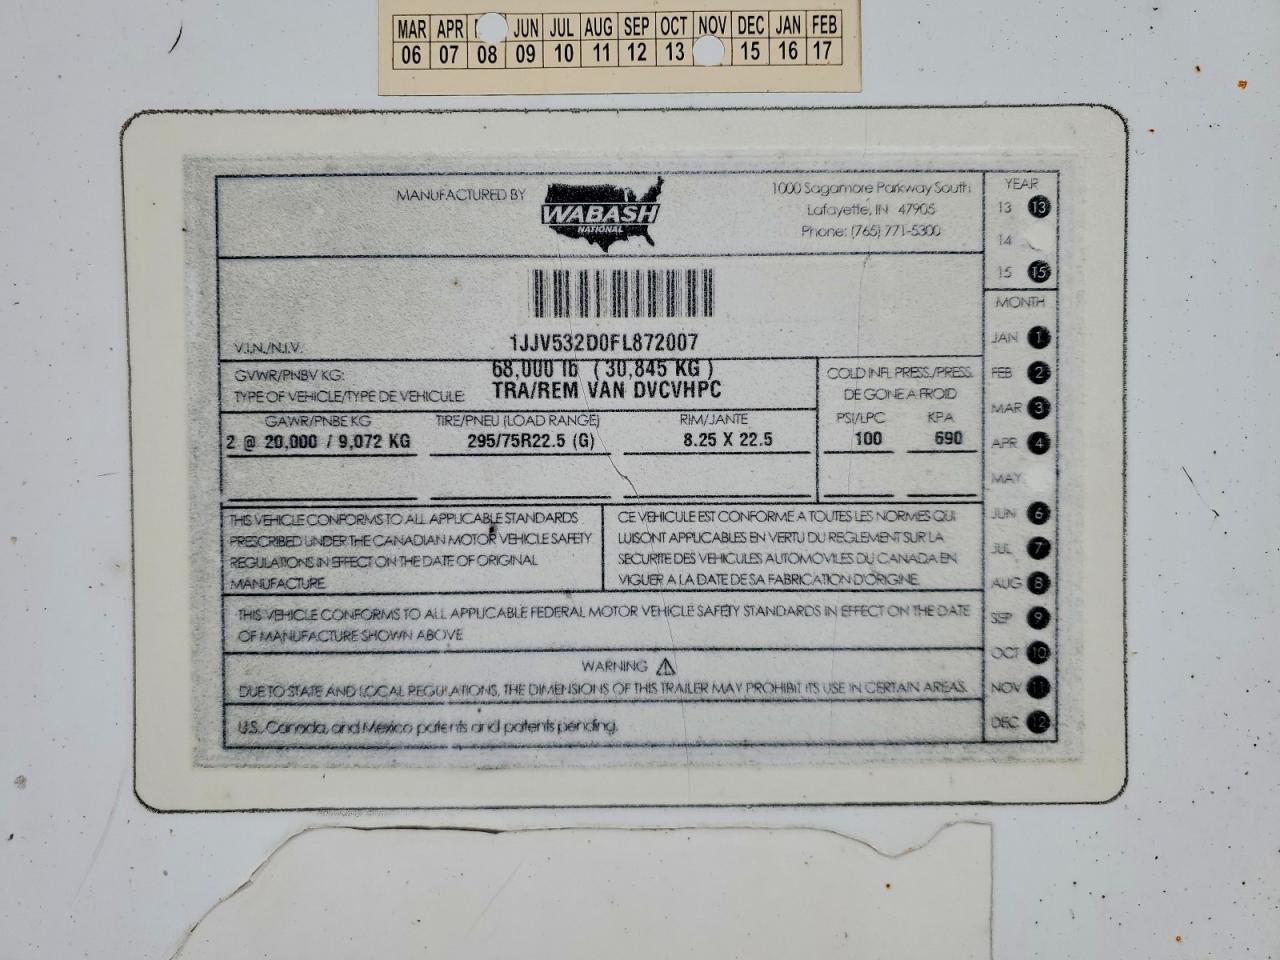 MAR APR JUN JUL AUG SEP OCT NOV DEC JAN FEB
06 07 08 09 10 11 12 13 15 16 17
MANUFACTURED BY
WABASH
NATIONAL
1000 Sagamore Parkway South
Lafayette, IN 47905
Phone: (765) 771-5300
V.I.N./N.I.V.
1JJV532D0FL872007
GVWR/PNBV KG: 68,000 lb (30,845 KG )
TYPE OF VEHICLE/TYPE DE VEHICULE: TRA/REM VAN DVCVHPC
COLD INFL. PRESS./PRESS.
DE GONF. A FROID
GAWR/PNBE KG TIRE/PNEU (LOAD RANGE) RIM/JANTE PSI/LPC KPA
2 @ 20,000 / 9,072 KG 295/75R22.5 (G) 8.25 X 22.5 100 690
THIS VEHICLE CONFORMS TO ALL APPLICABLE STANDARDS
PRESCRIBED UNDER THE CANADIAN MOTOR VEHICLE SAFETY
REGULATIONS IN EFFECT ON THE DATE OF ORIGINAL
MANUFACTURE
CE VEHICULE EST CONFORME A TOUTES LES NORMES QUI
LUI SONT APPLICABLES EN VERTU DU REGLEMENT SUR LA
SECURITE DES VEHICULES AUTOMOVILES DU CANADA EN
VIGUER A LA DATE DE SA FABRICATION D'ORIGINE.
THIS VEHICLE CONFORMS TO ALL APPLICABLE FEDERAL MOTOR VEHICLE SAFETY STANDARDS IN EFFECT ON THE DATE
OF MANUFACTURE SHOWN ABOVE
WARNING
DUE TO STATE AND LOCAL REGULATIONS, THE DIMENSIONS OF THIS TRAILER MAY PROHIBIT ITS USE IN CERTAIN AREAS.
U.S., Canada, and Mexico patents and patents pending.
YEAR
13 13
14
15 15
MONTH
JAN 1
FEB 2
MAR 3
APR 4
MAY
JUN 6
JUL 7
AUG 8
SEP 9
OCT 10
NOV 11
DEC 12